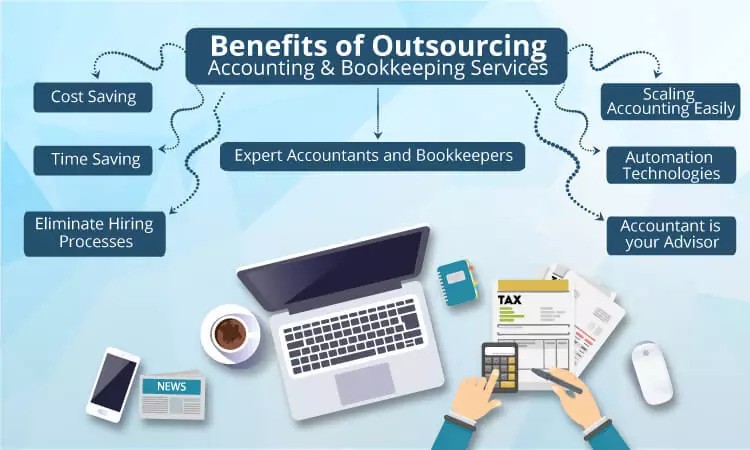 Benefits of Outsourcing
Accounting & Bookkeeping Services
Cost Saving
Time Saving
Eliminate Hiring
Processes
Expert Accountants and Bookkeepers
Scaling
Accounting Easily
Automation
Technologies
Accountant is
your Advisor
TAX
NEWS